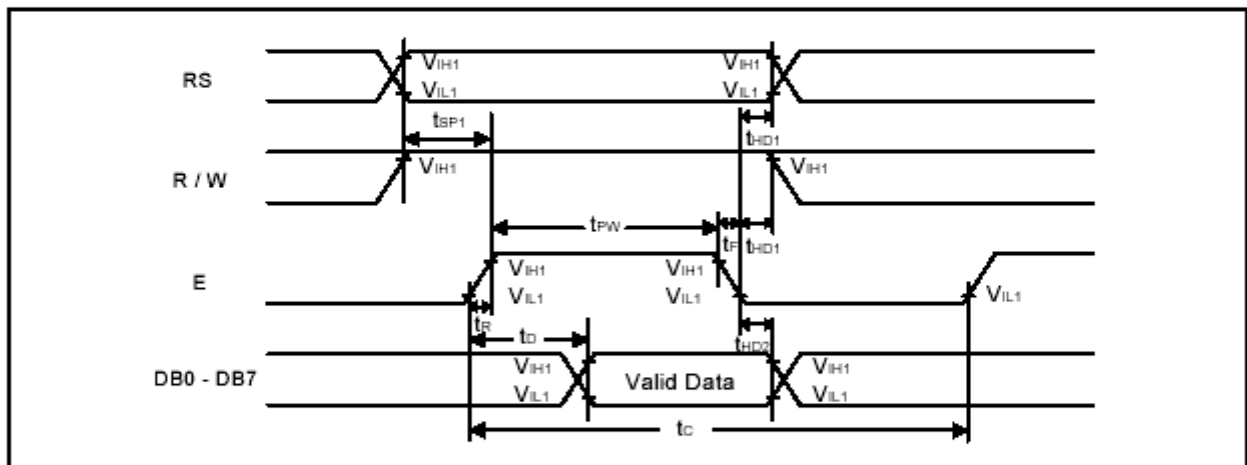 RS VIH1 VIH1
VIL1 VIL1
tSP1 tHD1
R / W VIH1 VIH1
tPW tF tHD1
E VIH1 VIH1
VIL1 VIL1 VIL1
tR tD tHD2
DB0 - DB7 VIH1 Valid Data VIH1
VIL1 VIL1
tC